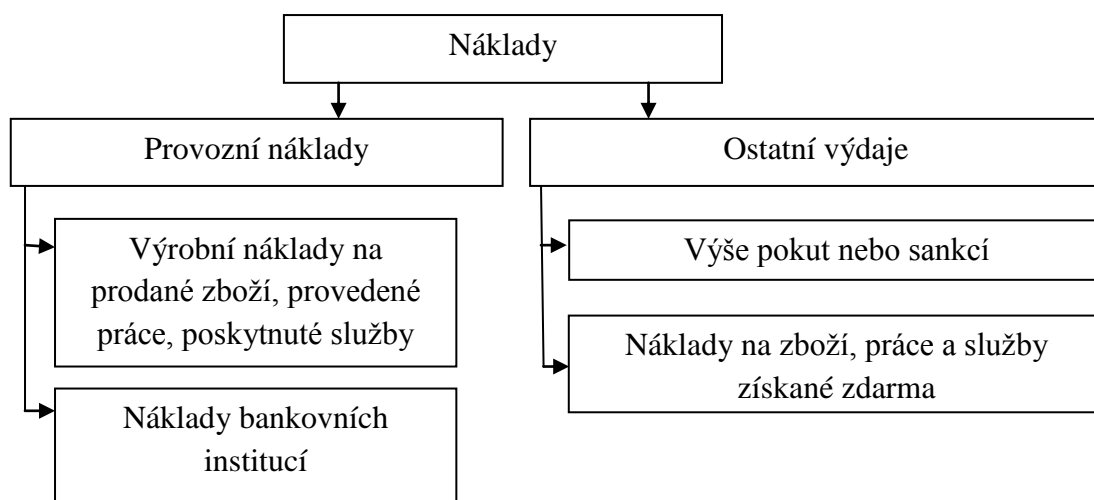 Náklady
Provozní náklady
Ostatní výdaje
Výrobní náklady na
prodané zboží, provedené
práce, poskytnuté služby
Náklady bankovních
institucí
Výše pokut nebo sankcí
Náklady na zboží, práce a služby
získané zdarma